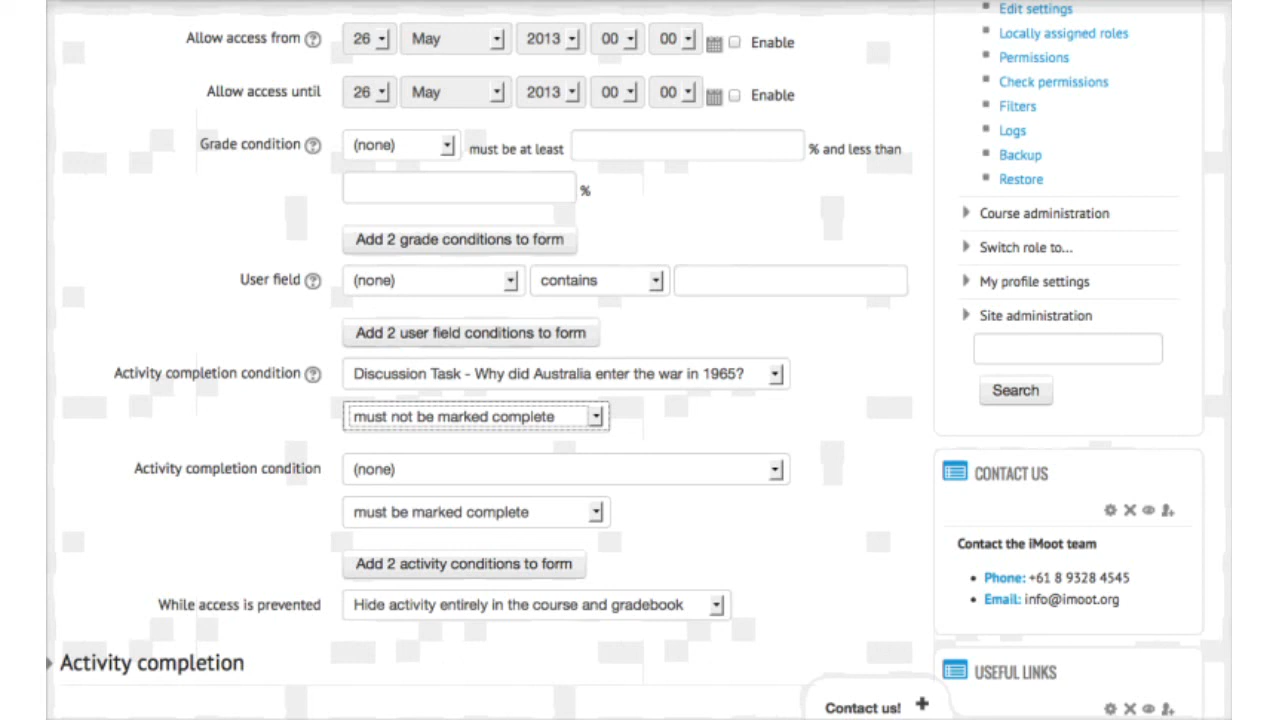 Allow access from 26 May 2013 00 00 Enable
Allow access until 26 May 2013 00 00 Enable
Grade condition (none) must be at least % and less than
%
Add 2 grade conditions to form
User field (none) contains
Add 2 user field conditions to form
Activity completion condition Discussion Task - Why did Australia enter the war in 1965?
must not be marked complete
Activity completion condition (none)
must be marked complete
Add 2 activity conditions to form
While access is prevented Hide activity entirely in the course and gradebook
Activity completion
Edit settings
Locally assigned roles
Permissions
Check permissions
Filters
Logs
Backup
Restore
Course administration
Switch role to...
My profile settings
Site administration
Search
CONTACT US
Contact the iMoot team
Phone: +61 8 9328 4545
Email: info@imoot.org
USEFUL LINKS
Contact us! +